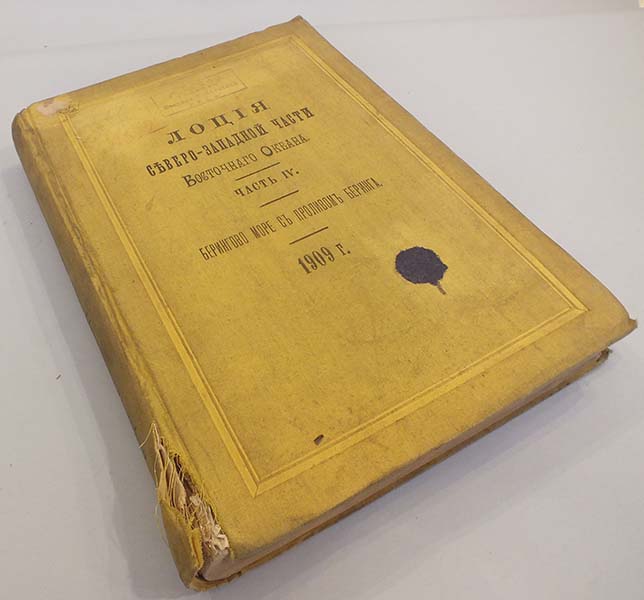 ЛОЦІЯ
СѢВЕРО-ЗАПАДНОЙ ЧАСТИ
ВОСТОЧНАГО ОКЕАНА.
ЧАСТЬ IV.
БЕРИНГОВО МОРЕ СЪ ПРОЛИВОМЪ БЕРИНГА.
1909 г.